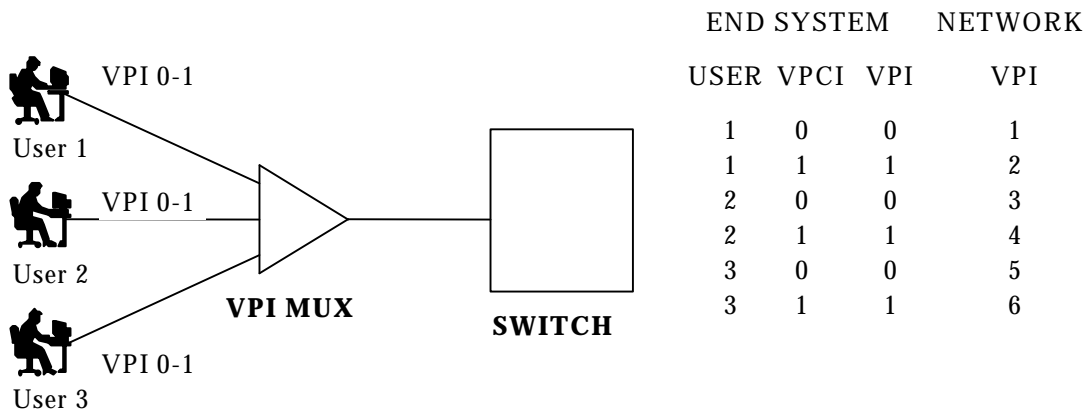 VPI 0-1
User 1
VPI 0-1
User 2
VPI MUX
SWITCH
VPI 0-1
User 3
END SYSTEM NETWORK
USER VPCI VPI VPI
1 0 0 1
1 1 1 2
2 0 0 3
2 1 1 4
3 0 0 5
3 1 1 6